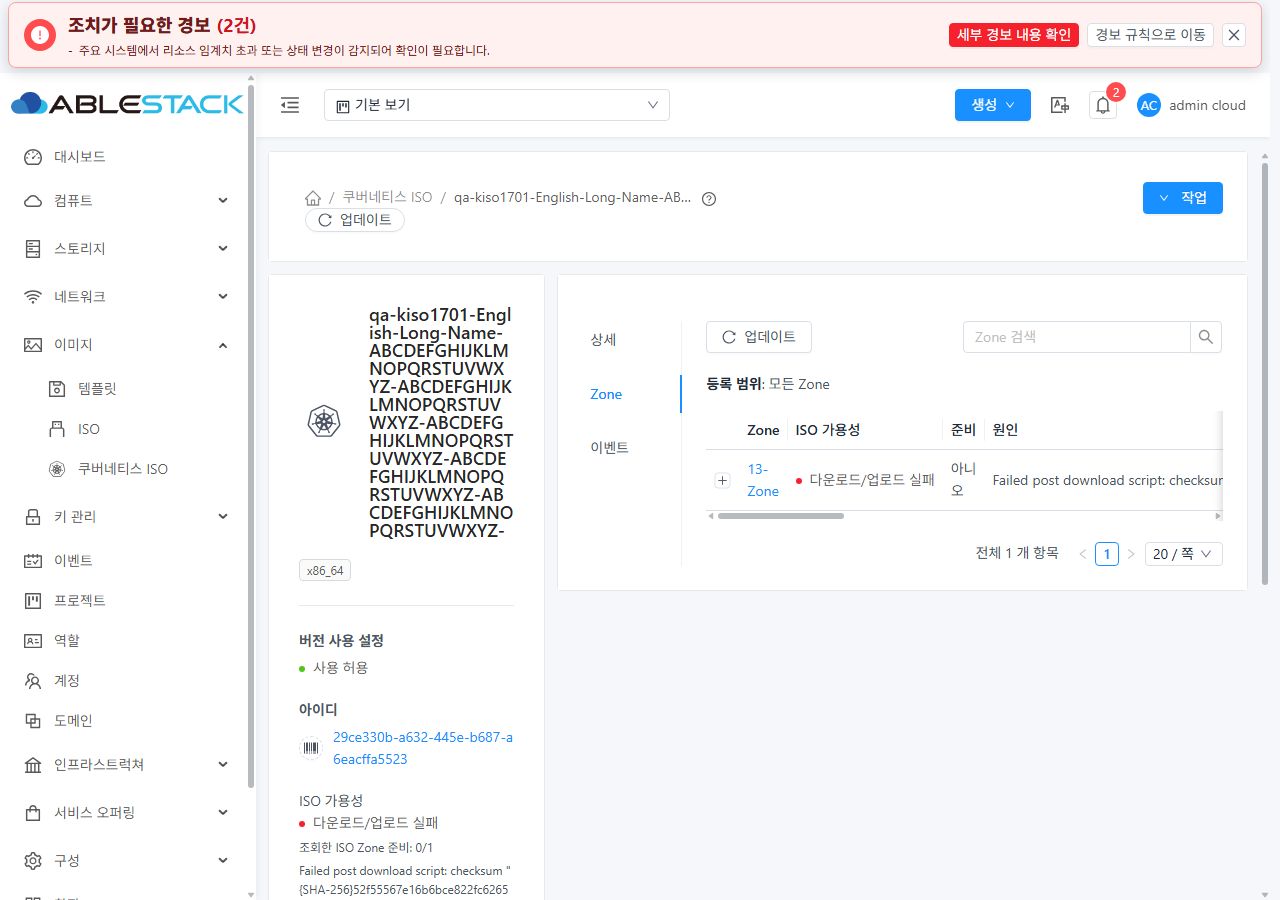 조치가 필요한 경보 (2건)
- 주요 시스템에서 리소스 임계치 초과 또는 상태 변경이 감지되어 확인이 필요합니다.
세부 경보 내용 확인
경보 규칙으로 이동
ABLESTACK
기본 보기
생성
2
AC
admin cloud
대시보드
컴퓨트
스토리지
네트워크
이미지
템플릿
ISO
쿠버네티스 ISO
키 관리
이벤트
프로젝트
역할
계정
도메인
인프라스트럭쳐
서비스 오퍼링
구성
/ 쿠버네티스 ISO / qa-kiso1701-English-Long-Name-AB...
업데이트
작업
qa-kiso1701-Engl
ish-Long-Name-
ABCDEFGHIJKLM
NOPQRSTUVWX
YZ-ABCDEFGHIJK
LMNOPQRSTUV
WXYZ-ABCDEFG
HIJKLMNOPQRST
UVWXYZ-ABCDE
FGHIJKLMNOPQ
RSTUVWXYZ-AB
CDEFGHIJKLMNO
PQRSTUVWXYZ-
x86_64
버전 사용 설정
사용 허용
아이디
29ce330b-a632-445e-b687-a
6eacffa5523
ISO 가용성
다운로드/업로드 실패
조회한 ISO Zone 준비: 0/1
Failed post download script: checksum "
{SHA-256}52f55567e16b6bce822fc6265
상세
Zone
이벤트
업데이트
Zone 검색
등록 범위: 모든 Zone
Zone ISO 가용성 준비 원인
13-
Zone
다운로드/업로드 실패
아니
오
Failed post download script: checksur
전체 1 개 항목
1
20 / 쪽